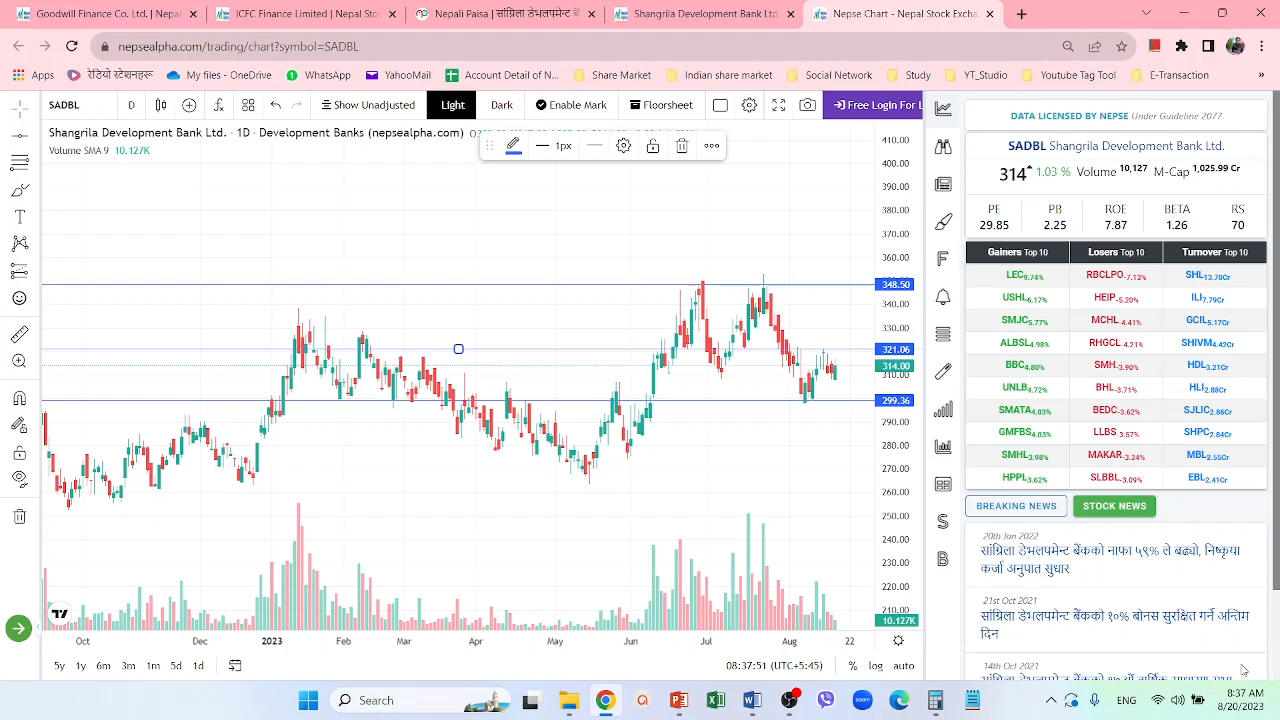 Goodwill Finance Co. Ltd.| Nepal
ICFC Finance Limited | Nepal Stoc
Nepali Paisa |
Shangrila Development Bank Ltd.
Nepse Chart - Nepal Stock Excha
nepsealpha.com/trading/chart?symbol=SADBL
Apps
हिन्दी टाइपिंग
My files - OneDrive
WhatsApp
YahooMail
Account Detail of N...
Share Market
Indian share market
Social Network
Study
YT_Studio
Youtube Tag Tool
C.Transaction
»
SADBL
D
Show Unadjusted
Light
Dark
Enable Mark
Floorsheet
Free Login For L
Shangrila Development Bank Ltd. · 1D · Development Banks (nepsealpha.com)
Volume SMA 9 10.127K
1px
410.00
400.00
390.00
380.00
370.00
360.00
348.50
340.00
330.00
321.06
314.00
310.00
299.36
290.00
280.00
270.00
260.00
250.00
240.00
230.00
220.00
210.00
10.127K
Oct Dec 2023 Feb Mar Apr May Jun Jul Aug 22
5y 1y 6m 3m 1m 5d 1d
08:37:51 (UTC+5:45) % log auto
DATA LICENSED BY NEPSE Under Guideline 2077
SADBL Shangrila Development Bank Ltd
314 1.03 % Volume 10,127 M-Cap 1,025.99 Cr
PE PB ROE BETA RS
29.85 2.25 7.87 1.26 70
Gainers Top 10 Losers Top 10 Turnover Top 10
LEC 9.74% RBCLPO -7.13% SHL 13.70Cr
USHL 6.17% HEIP -5.20% ILI 7.79Cr
SMJC 5.77% MCHL -4.41% GCIL 5.17Cr
ALBSL 4.98% RHGCL -4.21% SHIVM 4.42Cr
BBC 4.80% SMH -3.90% HDL 3.21Cr
UNLB 4.72% BHL -3.71% HLI 2.88Cr
SMATA 4.03% BEDC -3.62% SJLIC 2.86Cr
GMFBS 4.03% LLBS -3.57% SHPC 2.84Cr
SMHL 3.98% MAKAR -3.24% MBL 2.55Cr
HPPL 3.62% SLBBL -3.09% EBL 2.41Cr
BREAKING NEWS
STOCK NEWS
20th Jan 2022
सांग्रिला डेभलपमेन्ट बैंकको नाफा ५९% ले बढ्यो, निष्कृया
कर्जा अनुपात सुधार
21st Oct 2021
सांग्रिला डेभलपमेन्ट बैंकको १०% बोनस सुरक्षित गर्ने अन्तिम
दिन
14th Oct 2021
Search
zoom
ENG
8:37 AM
8/20/2023